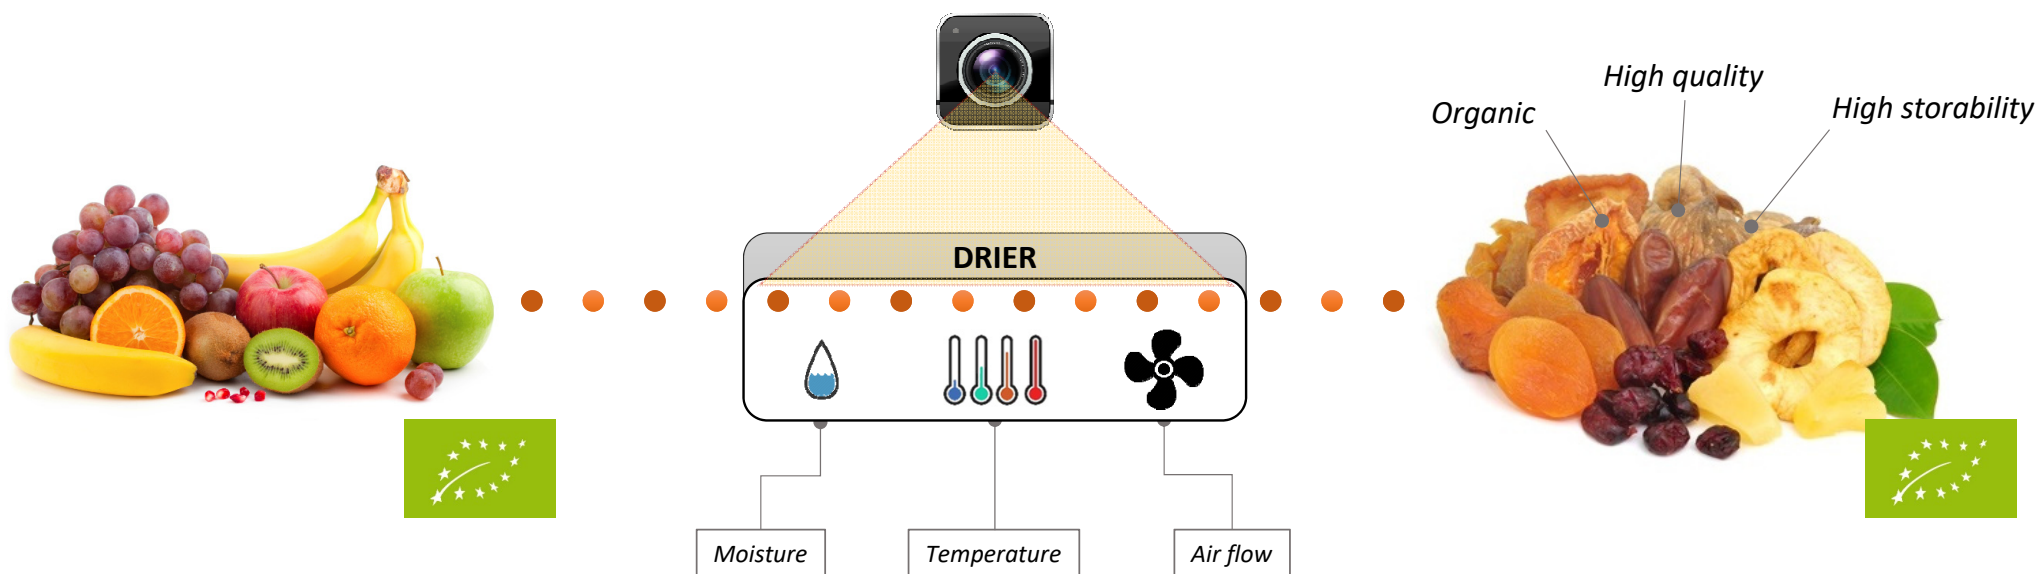 High quality
Organic
High storability
DRIER
Moisture
Temperature
Air flow